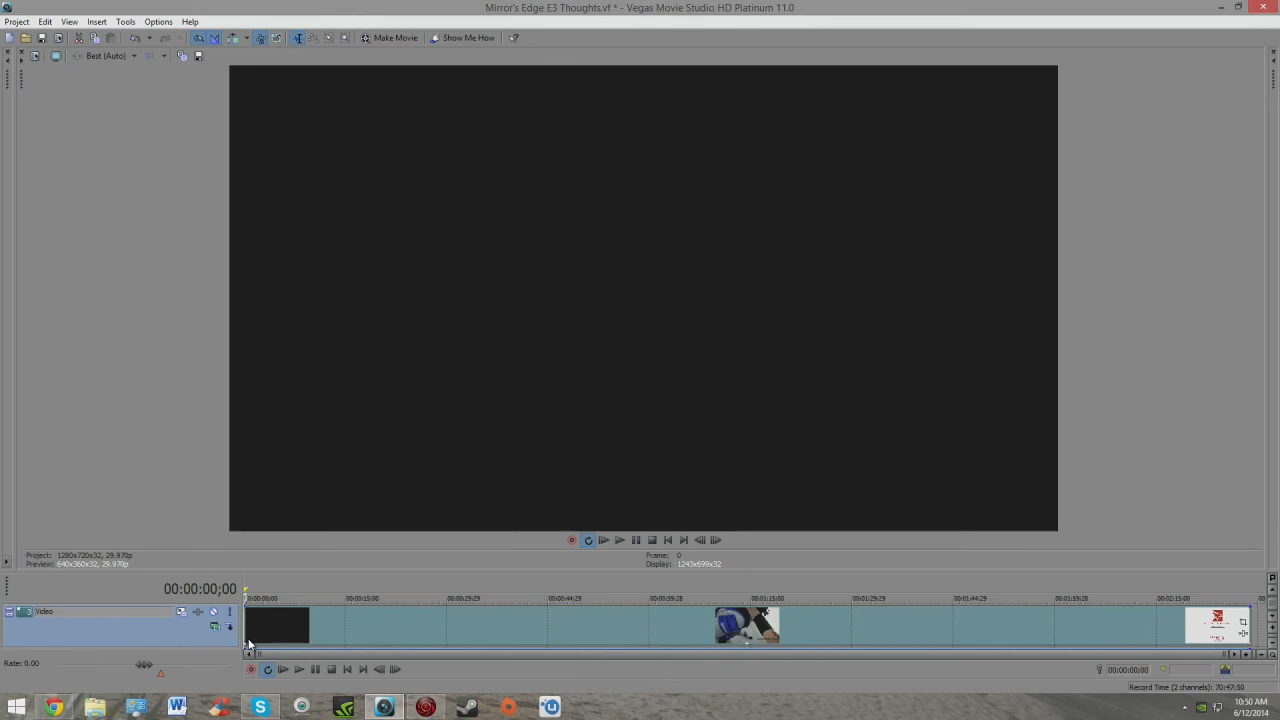 Mirror's Edge E3 Thoughts.vf * - Vegas Movie Studio HD Platinum 11.0
Project Edit View Insert Tools Options Help
Make Movie Show Me How
Best (Auto)
Project: 1280x720x32, 29.970p
Preview: 640x360x32, 29.970p
Frame: 0
Display: 1243x699x32
00:00:00;00
00:00:00;00 00:00:15;00 00:00:29;29 00:00:44;29 00:00:59;28 00:01:15;00 00:01:29;29 00:01:44;29 00:01:59;28 00:02:15;00 00
3 Video
Rate: 0.00
00:00:00;00
Record Time (2 channels): 70:47:50
10:50 AM
6/12/2014